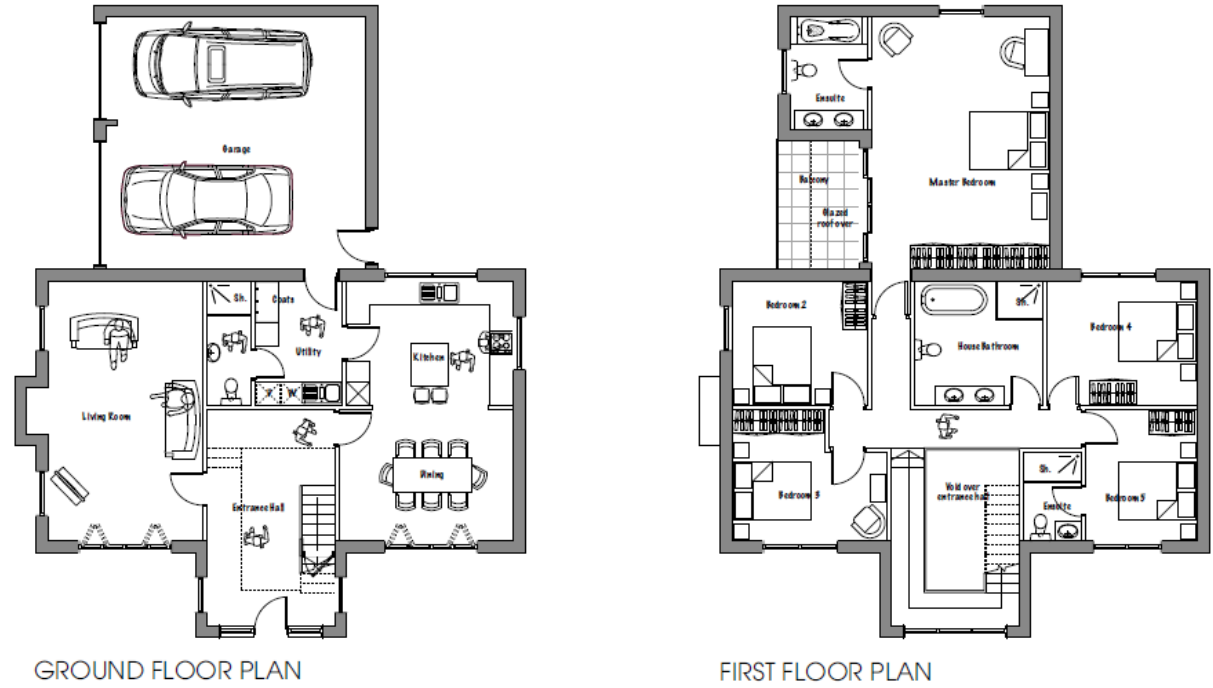 Garage
Sh.
Coats
Utility
Kitchen
Living Room
Dining
Entrance Hall
GROUND FLOOR PLAN
Ensuite
Balcony
Glazed
roof over
Master Bedroom
Bedroom 2
Sh.
House Bathroom
Bedroom 4
Bedroom 3
Void over
entrance hall
Sh.
Ensuite
Bedroom 5
FIRST FLOOR PLAN